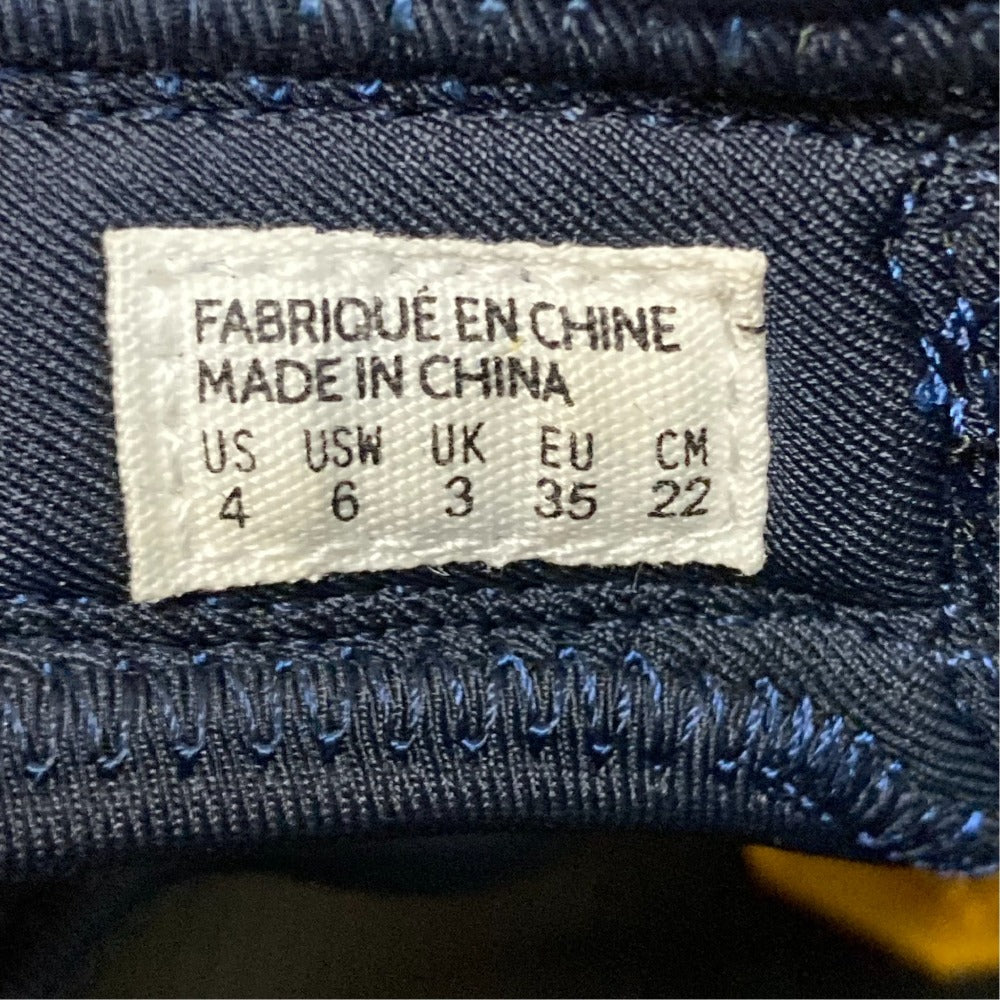 FABRIQUÉ EN CHINE
MADE IN CHINA
US USW UK EU CM
4 6 3 35 22